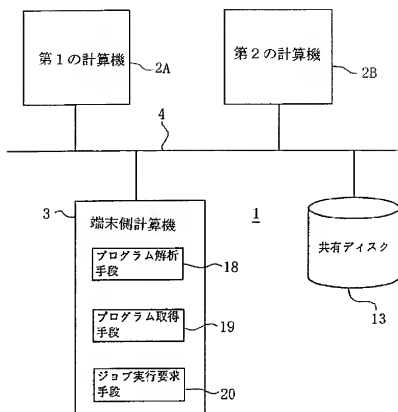 第1の計算機
2A
第2の計算機
2B
4
3
端末側計算機
1
プログラム解析
手段
18
プログラム取得
手段
19
ジョブ実行要求
手段
20
共有ディスク
13